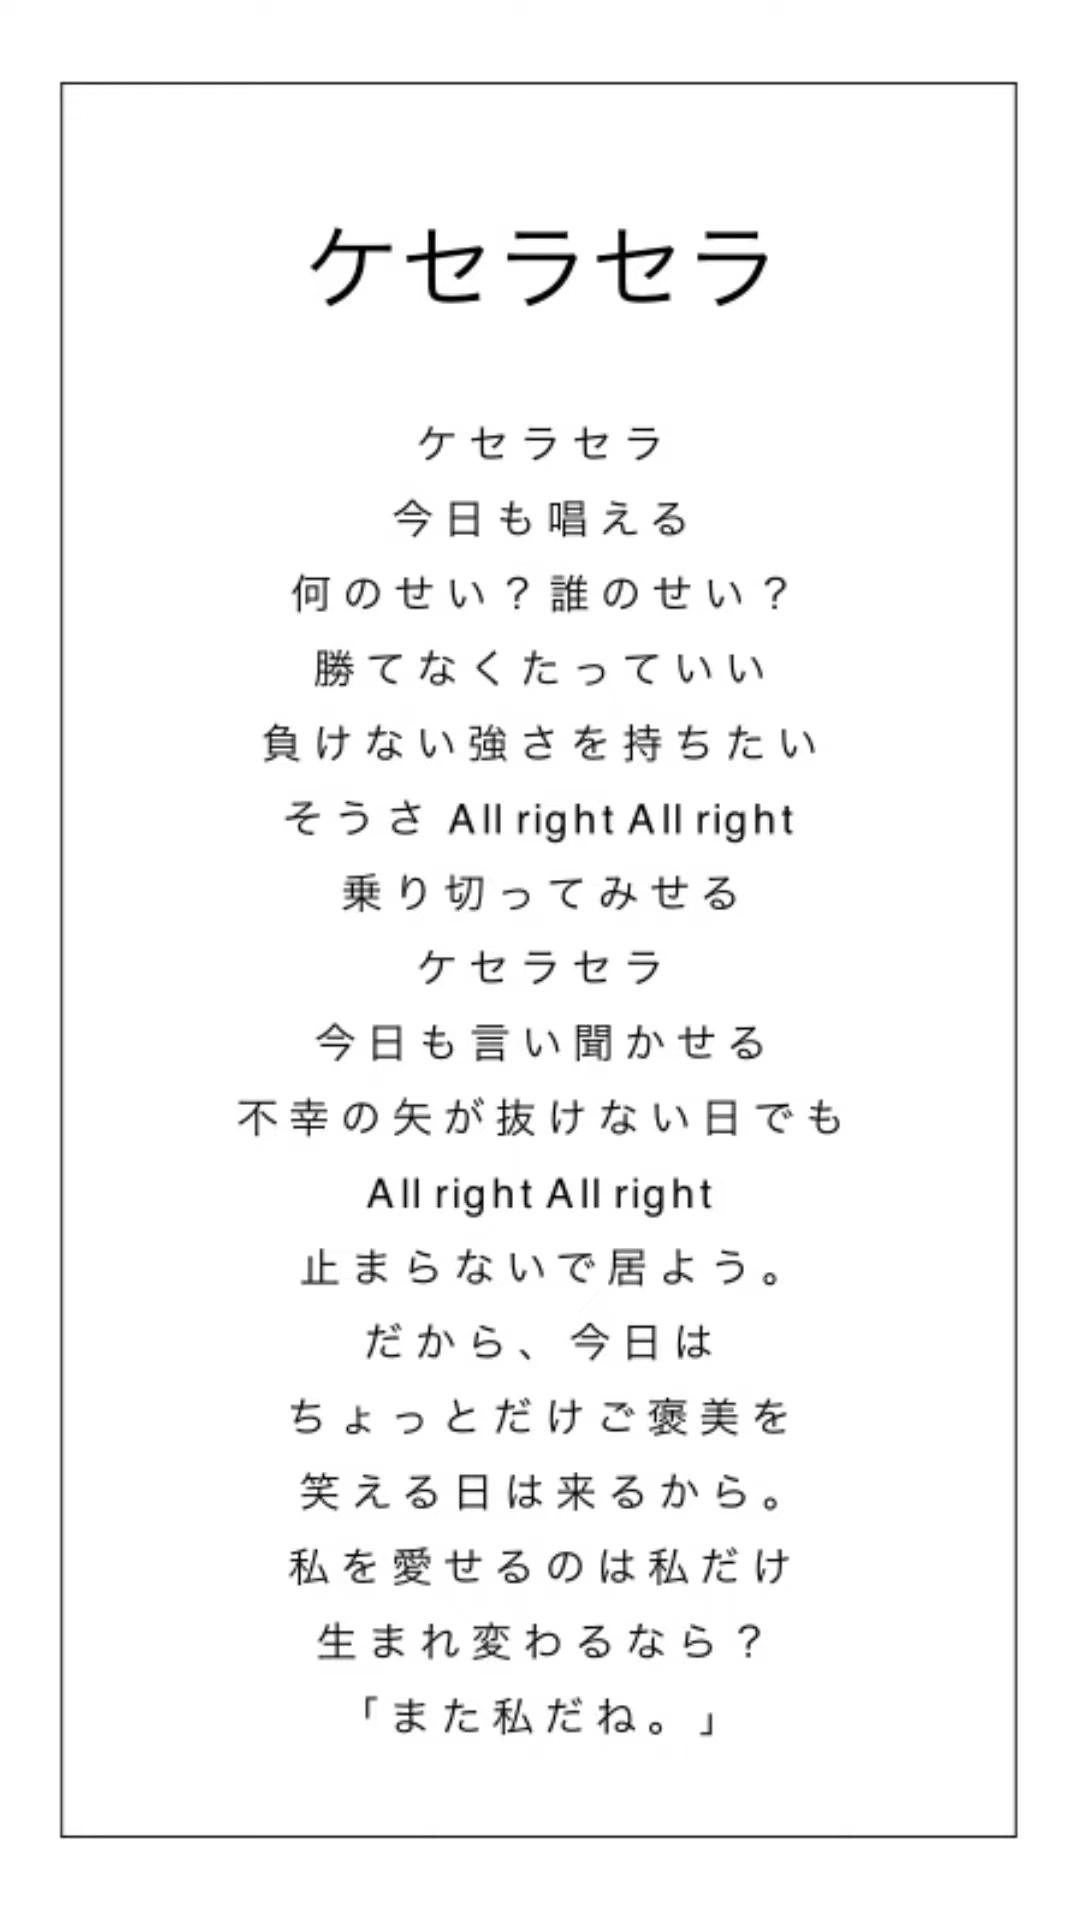 ケセラセラ
ケセラセラ
今日も唱える
何のせい？誰のせい？
勝てなくたっていい
負けない強さを持ちたい
そうさ All right All right
乗り切ってみせる
ケセラセラ
今日も言い聞かせる
不幸の矢が抜けない日でも
All right All right
止まらないで居よう。
だから、今日は
ちょっとだけご褒美を
笑える日は来るから。
私を愛せるのは私だけ
生まれ変わるなら？
「また私だね。」